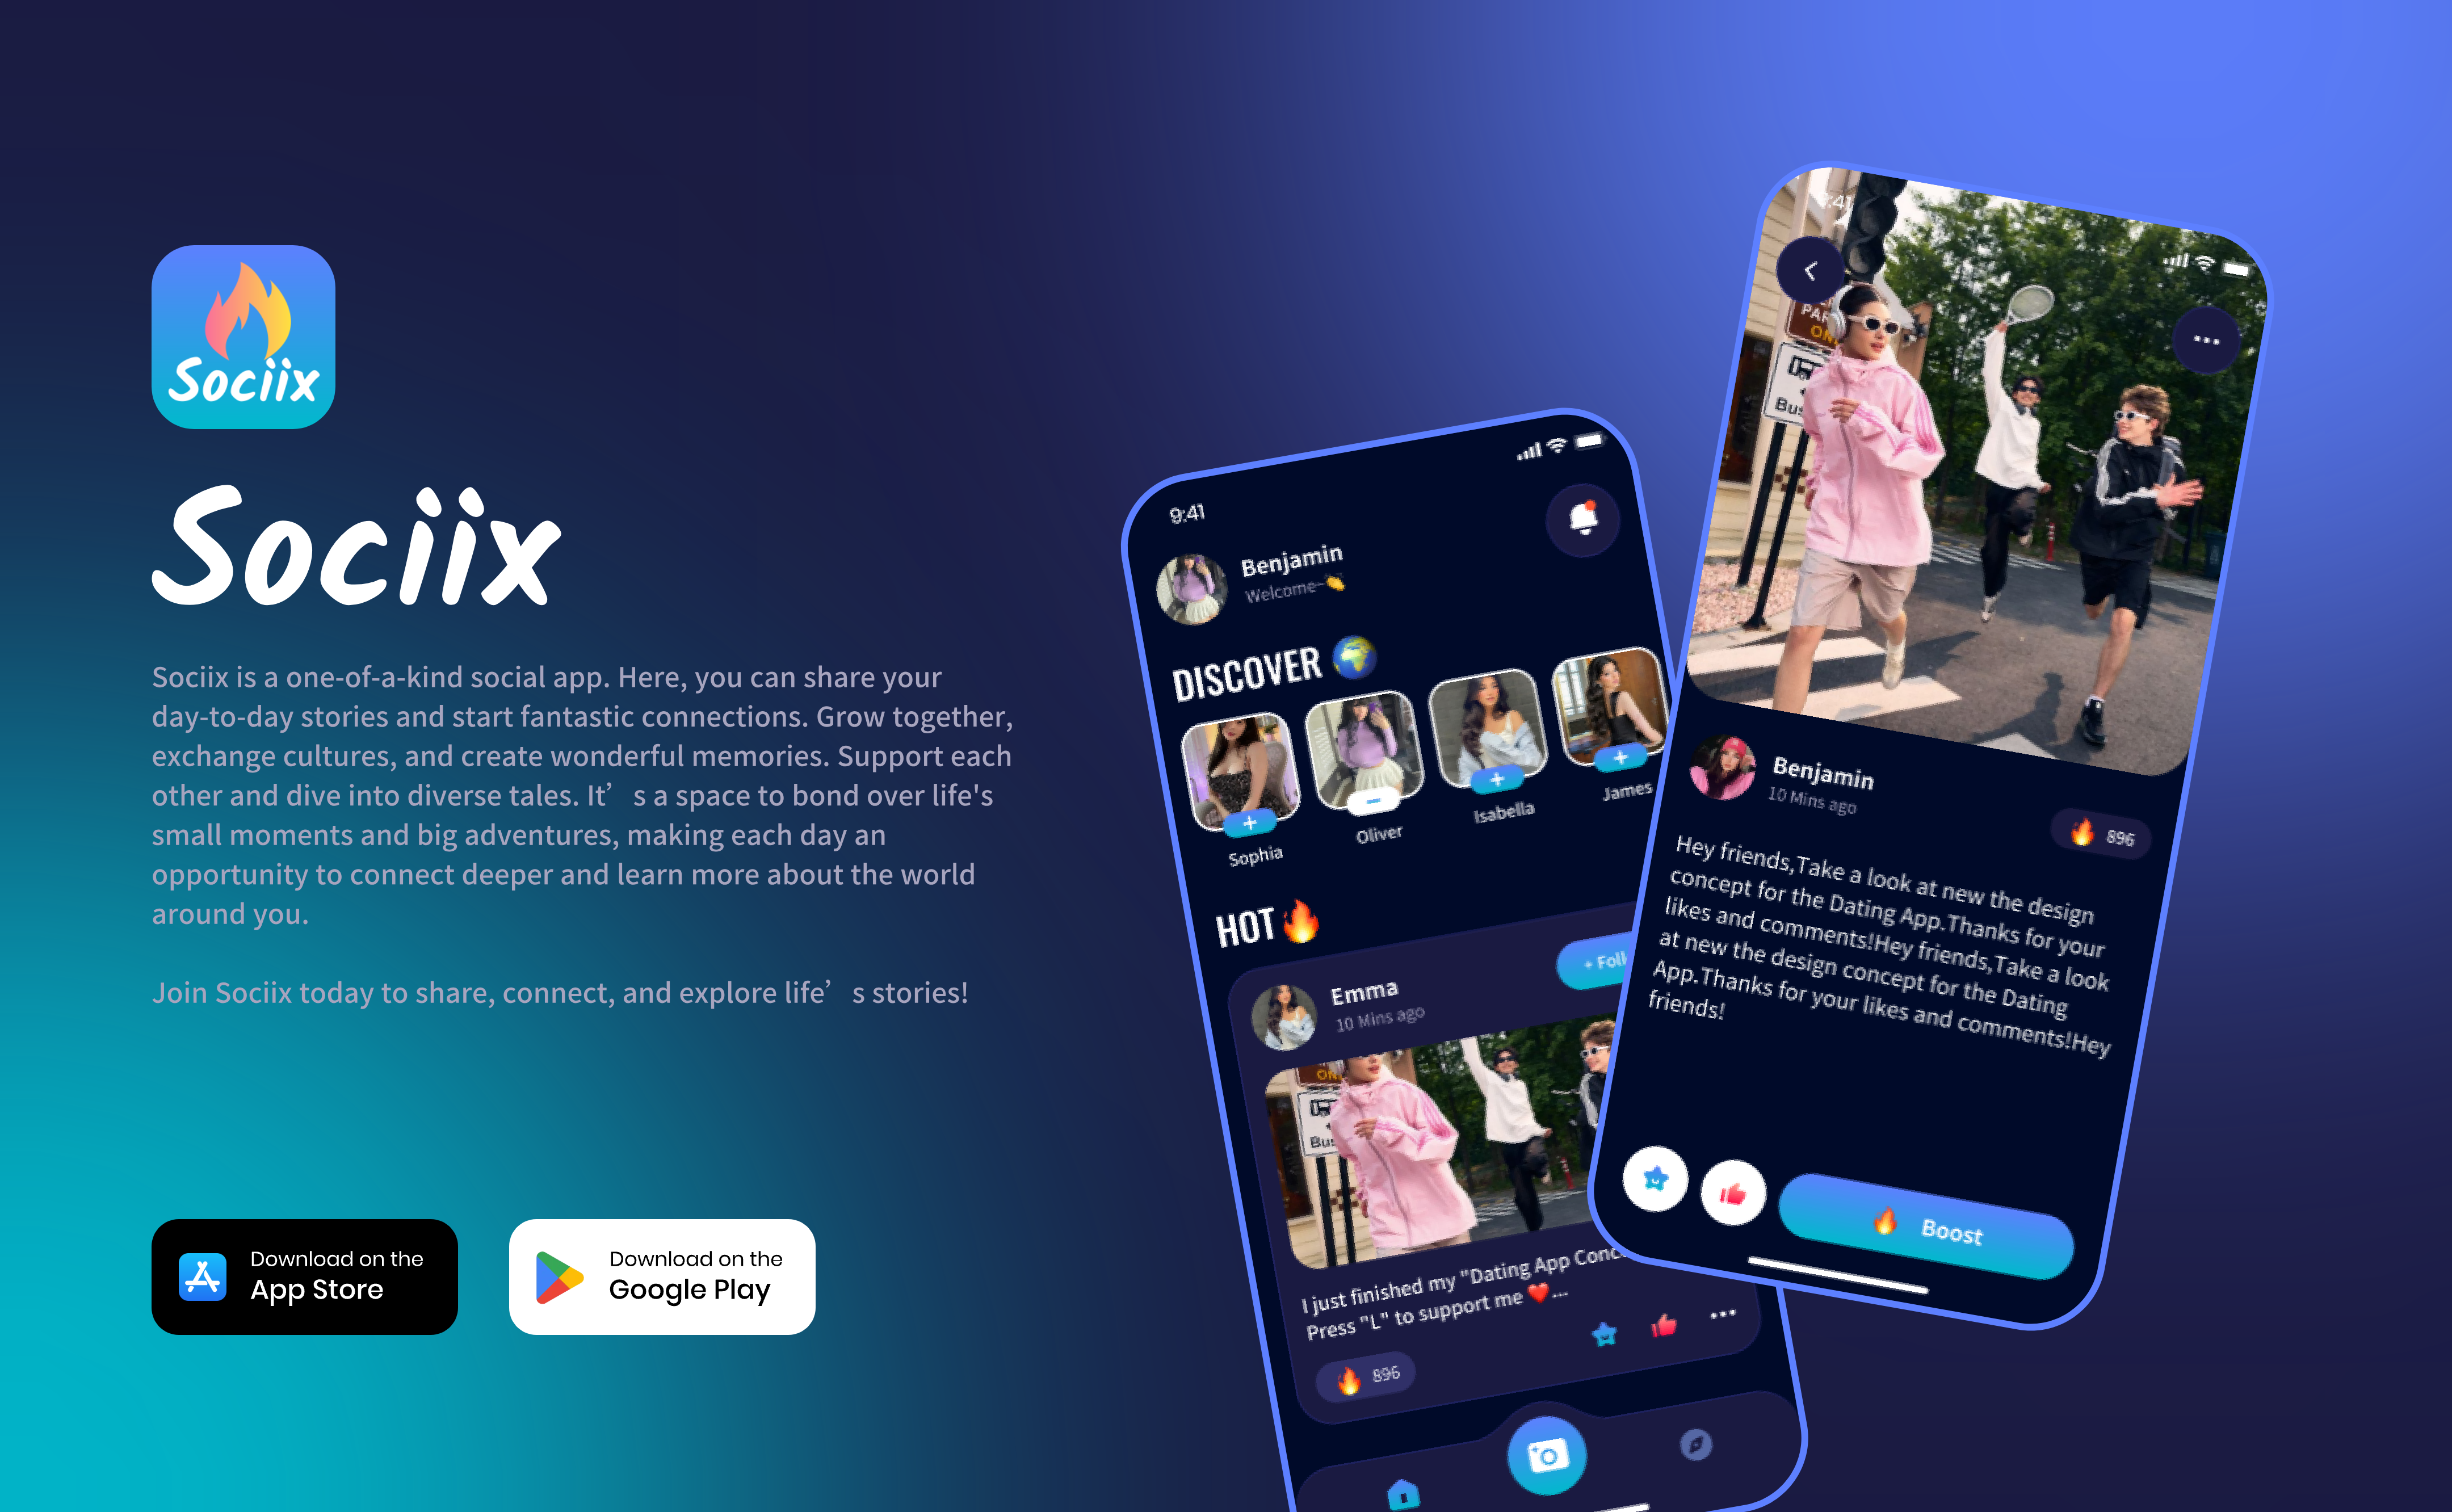 Sociix
Sociix
Sociix is a one-of-a-kind social app. Here, you can share your
day-to-day stories and start fantastic connections. Grow together,
exchange cultures, and create wonderful memories. Support each
other and dive into diverse tales. It’ s a space to bond over life's
small moments and big adventures, making each day an
opportunity to connect deeper and learn more about the world
around you.
Join Sociix today to share, connect, and explore life’ s stories!
Download on the
App Store
Download on the
Google Play
9:41
Benjamin
Welcome~👏
DISCOVER 🌍
Sophia
Oliver
Isabella
James
HOT🔥
Emma
10 Mins ago
+ Foll
ON
Bus
I just finished my "Dating App Conc
Press "L" to support me ❤️...
🔥 896
:41
PAR
ON
Bus
Benjamin
10 Mins ago
🔥 896
Hey friends,Take a look at new the design
concept for the Dating App.Thanks for your
likes and comments!Hey friends,Take a look
at new the design concept for the Dating
App.Thanks for your likes and comments!Hey
friends!
🔥 Boost